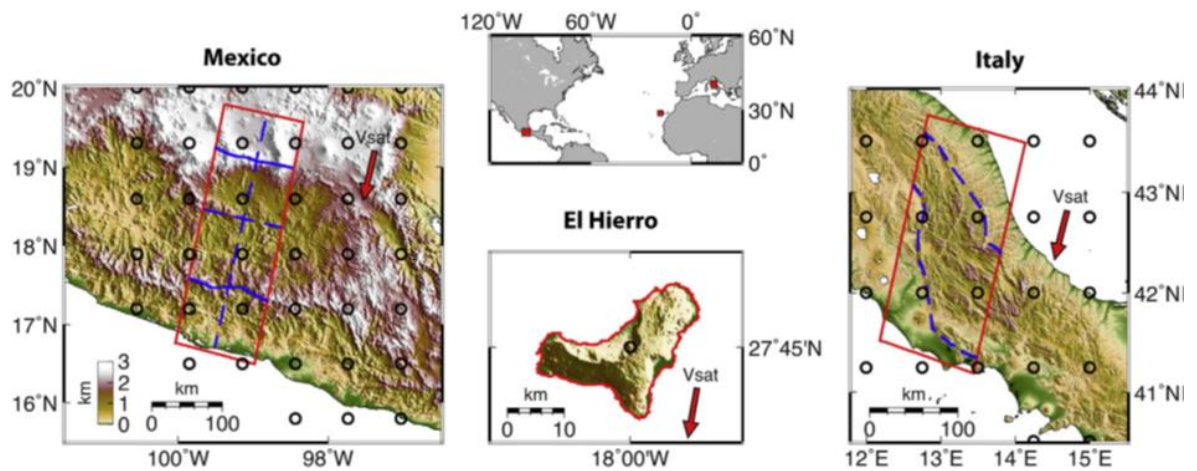 120˚W 60˚W 0˚
60˚N
30˚N
0˚
Mexico
20˚N
19˚N
18˚N
17˚N
16˚N
Vsat
3
2
1
0
km
km
0 100
100˚W 98˚W
El Hierro
27˚45'N
Vsat
km
0 10
18˚00'W
Italy
44˚N
43˚N
42˚N
41˚N
Vsat
km
0 100
12˚E 13˚E 14˚E 15˚E